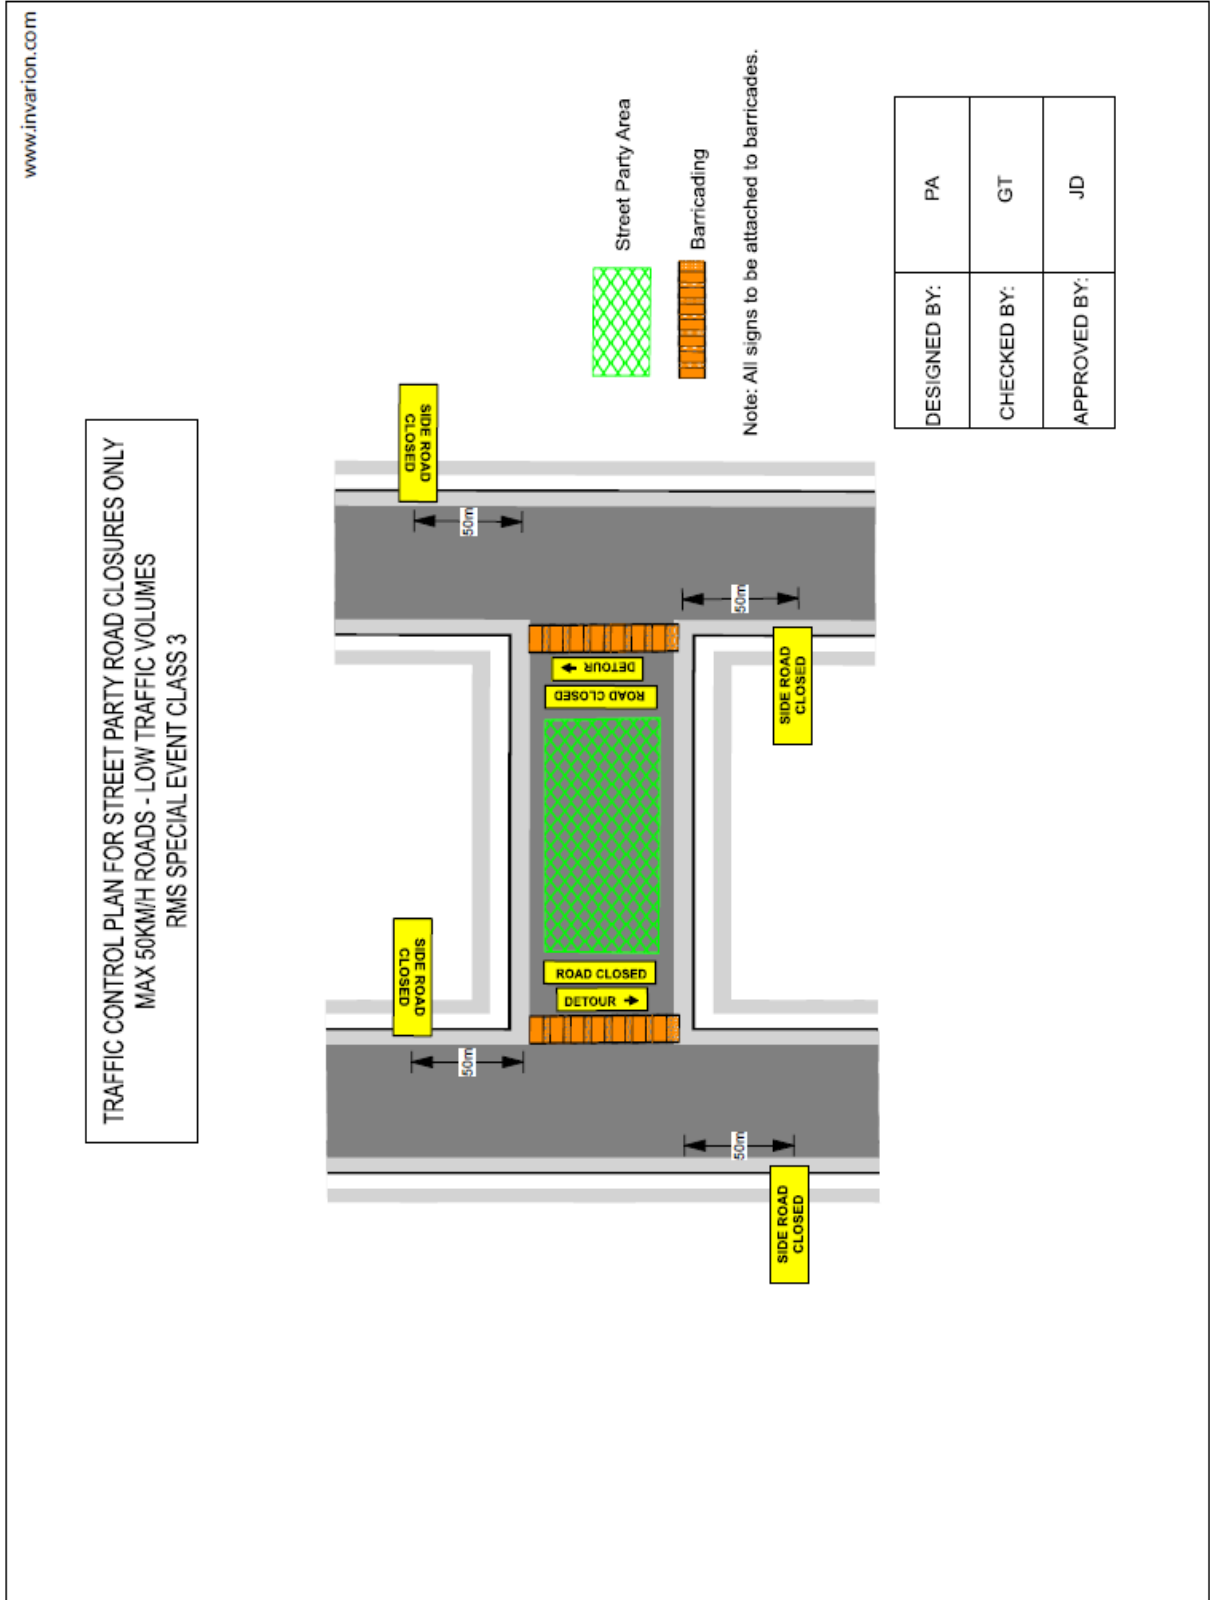 www.invarion.com
TRAFFIC CONTROL PLAN FOR STREET PARTY ROAD CLOSURES ONLY
MAX 50KM/H ROADS - LOW TRAFFIC VOLUMES
RMS SPECIAL EVENT CLASS 3
SIDE ROAD
CLOSED
SIDE ROAD
CLOSED
50m
50m
ROAD CLOSED
DETOUR
DETOUR
ROAD CLOSED
50m
50m
SIDE ROAD
CLOSED
SIDE ROAD
CLOSED
Street Party Area
Barricading
Note: All signs to be attached to barricades.
DESIGNED BY: PA
CHECKED BY: GT
APPROVED BY: JD